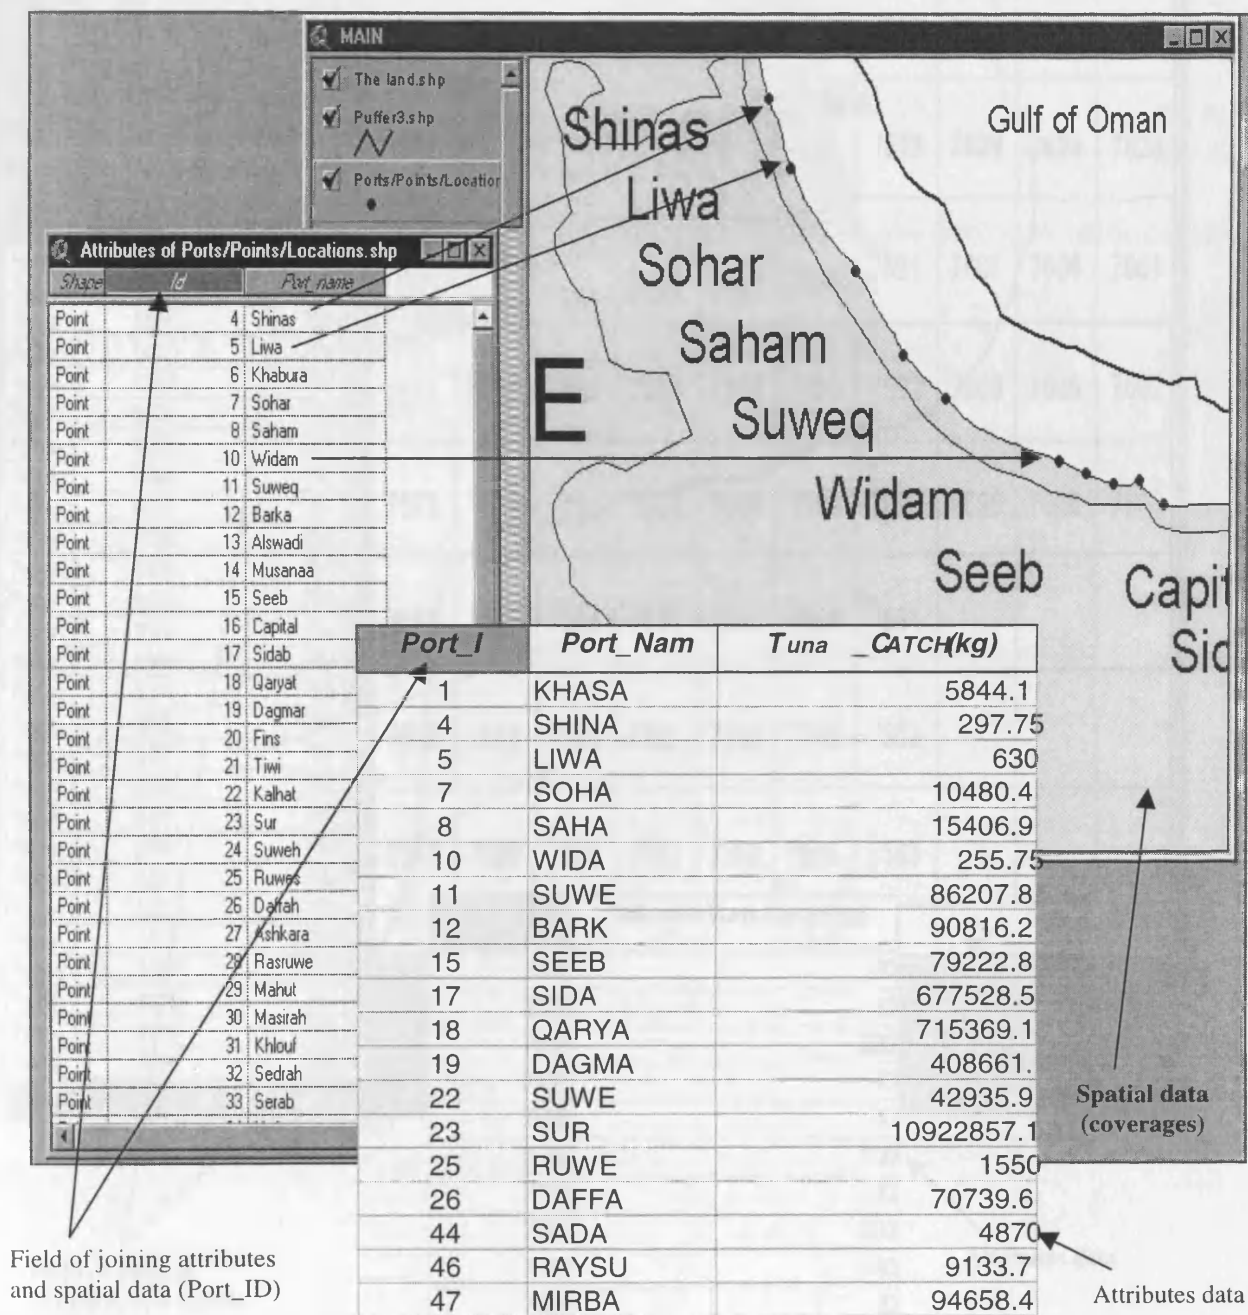 MAIN
The land.shp
Puffer3.shp
Ports/Points/Location
Gulf of Oman
Shinas
Liwa
Sohar
Saham
E
Suweq
Widam
Seeb
Capit
Sid
Attributes of Ports/Points/Locations.shp
Shape Id Port_name
Point 4 Shinas
Point 5 Liwa
Point 6 Khabura
Point 7 Sohar
Point 8 Saham
Point 10 Widam
Point 11 Suweq
Point 12 Barka
Point 13 Alswadi
Point 14 Musanaa
Point 15 Seeb
Point 16 Capital
Point 17 Sidab
Point 18 Qaryat
Point 19 Dagmar
Point 20 Fins
Point 21 Tiwi
Point 22 Kalhat
Point 23 Sur
Point 24 Suweh
Point 25 Ruwes
Point 26 Daffah
Point 27 Ashkara
Point 28 Rasruwe
Point 29 Mahut
Point 30 Masirah
Point 31 Khlouf
Point 32 Sedrah
Point 33 Serab
Port_I Port_Nam Tuna _CATCH(kg)
1 KHASA 5844.1
4 SHINA 297.75
5 LIWA 630
7 SOHA 10480.4
8 SAHA 15406.9
10 WIDA 255.75
11 SUWE 86207.8
12 BARK 90816.2
15 SEEB 79222.8
17 SIDA 677528.5
18 QARYA 715369.1
19 DAGMA 408661.
22 SUWE 42935.9
23 SUR 10922857.1
25 RUWE 1550
26 DAFFA 70739.6
44 SADA 4870
46 RAYSU 9133.7
47 MIRBA 94658.4
Spatial data
(coverages)
Field of joining attributes
and spatial data (Port_ID)
Attributes data